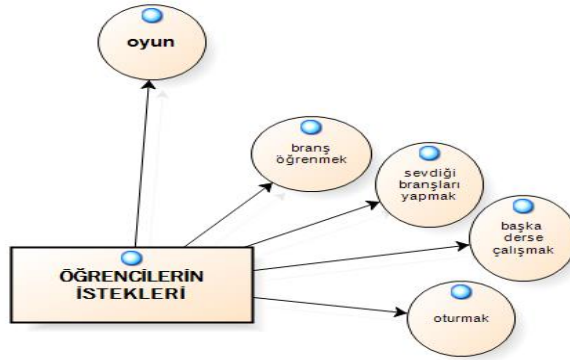 oyun
branş
öğrenmek
sevdiği
branşları
yapmak
başka
derse
çalışmak
oturmak
ÖĞRENCİLERİN
İSTEKLERİ